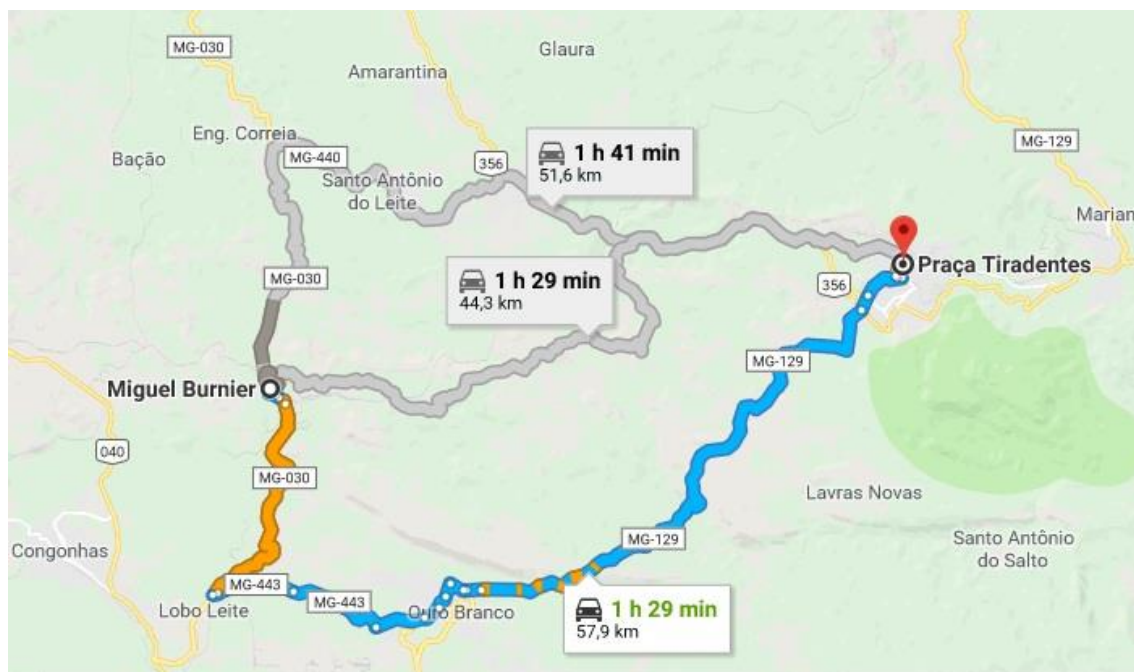 MG-030
Glaura
Amarantina
Eng. Correia
MG-129
Bação
MG-440
356
1 h 41 min
51,6 km
Santo Antônio
do Leite
Marian
Praça Tiradentes
MG-030
1 h 29 min
44,3 km
356
MG-129
Miguel Burnier
040
MG-030
Lavras Novas
Congonhas
MG-129
Santo Antônio
do Salto
MG-443
MG-443
Lobo Leite
Ouro Branco
1 h 29 min
57,9 km